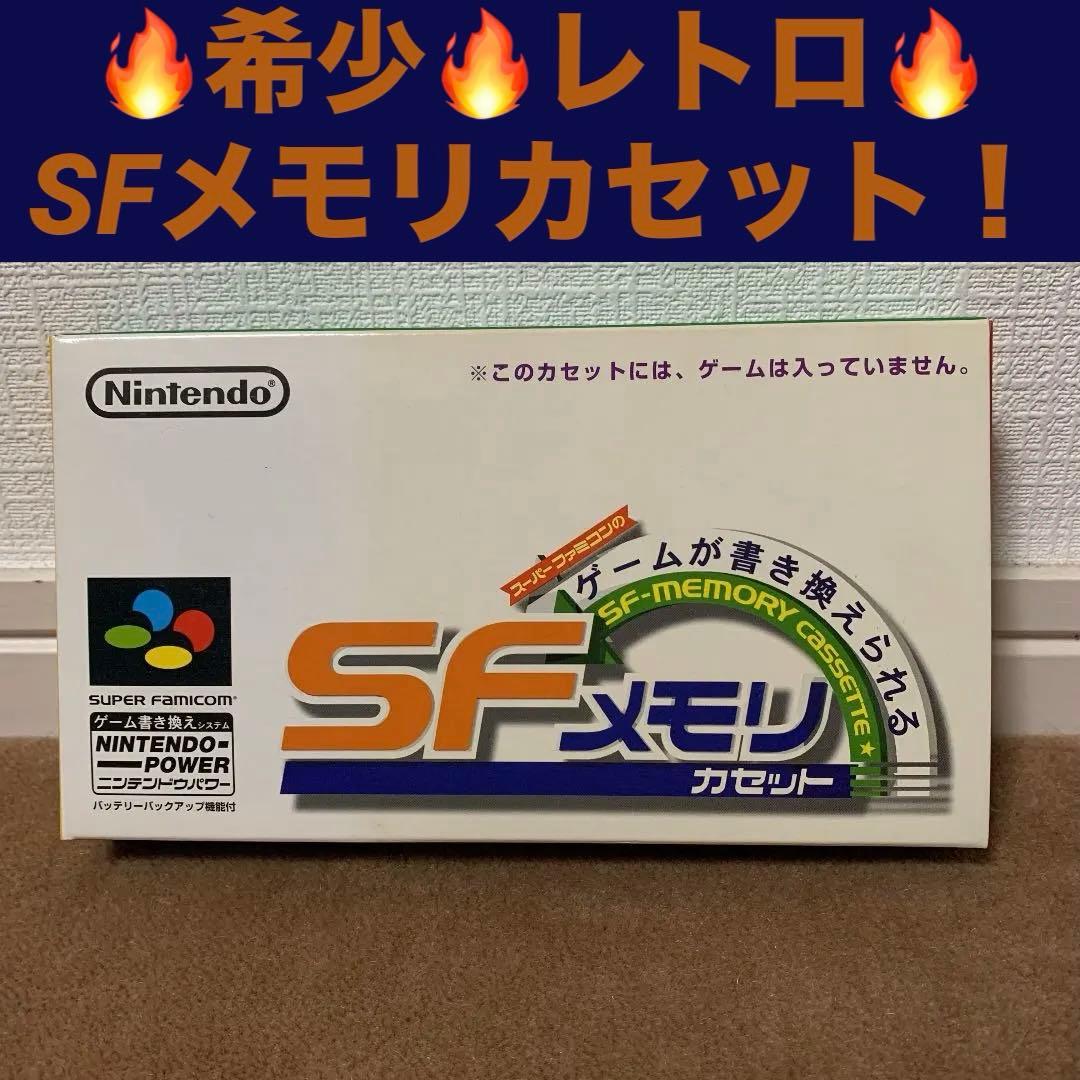 🔥希少🔥レトロ🔥
SFメモリカセット！
Nintendo®
※このカセットには、ゲームは入っていません。
スーパーファミコンの
ゲームが書き換えられる
SF-MEMORY CASSETTE★
SFメモリ
カセット
SUPER FAMICOM®
ゲーム書き換えシステム
NINTENDO-
POWER
ニンテンドウパワー
バッテリーバックアップ機能付